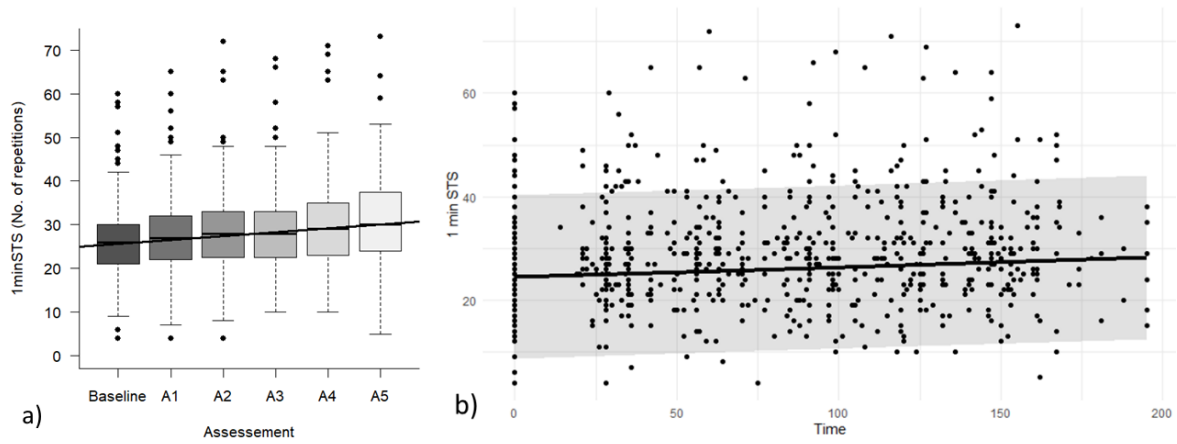 70
60
50
40
30
20
10
0
1minSTS (No. of repetitions)
Baseline A1 A2 A3 A4 A5
Assessement
a)
60
40
20
1 min STS
0 50 100 150 200
Time
b)